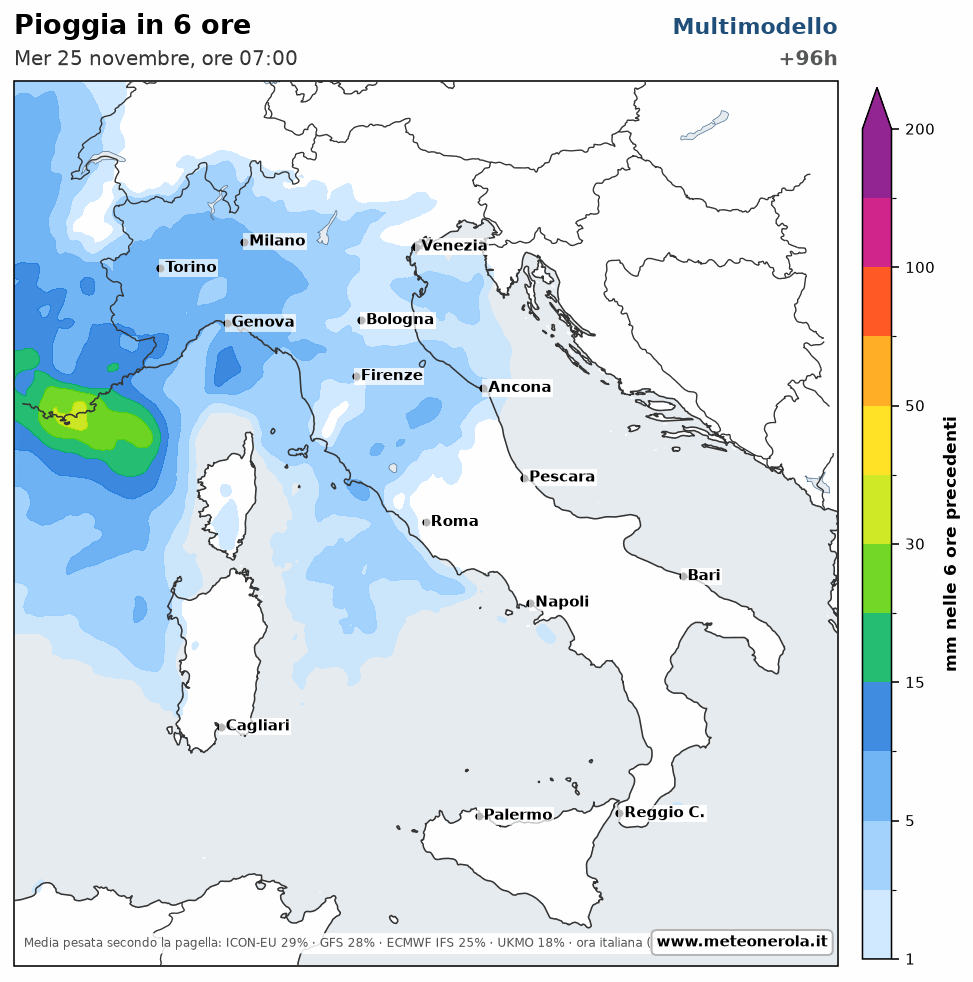 Pioggia in 6 ore
Multimodello
Mer 25 novembre, ore 07:00
+96h
200
100
50
30
15
5
1
mm nelle 6 ore precedenti
Milano
Venezia
Torino
Genova
Bologna
Firenze
Ancona
Pescara
Roma
Bari
Napoli
Cagliari
Palermo
Reggio C.
Media pesata secondo la pagella: ICON-EU 29% · GFS 28% · ECMWF IFS 25% · UKMO 18% · ora italiana (
www.meteonerola.it